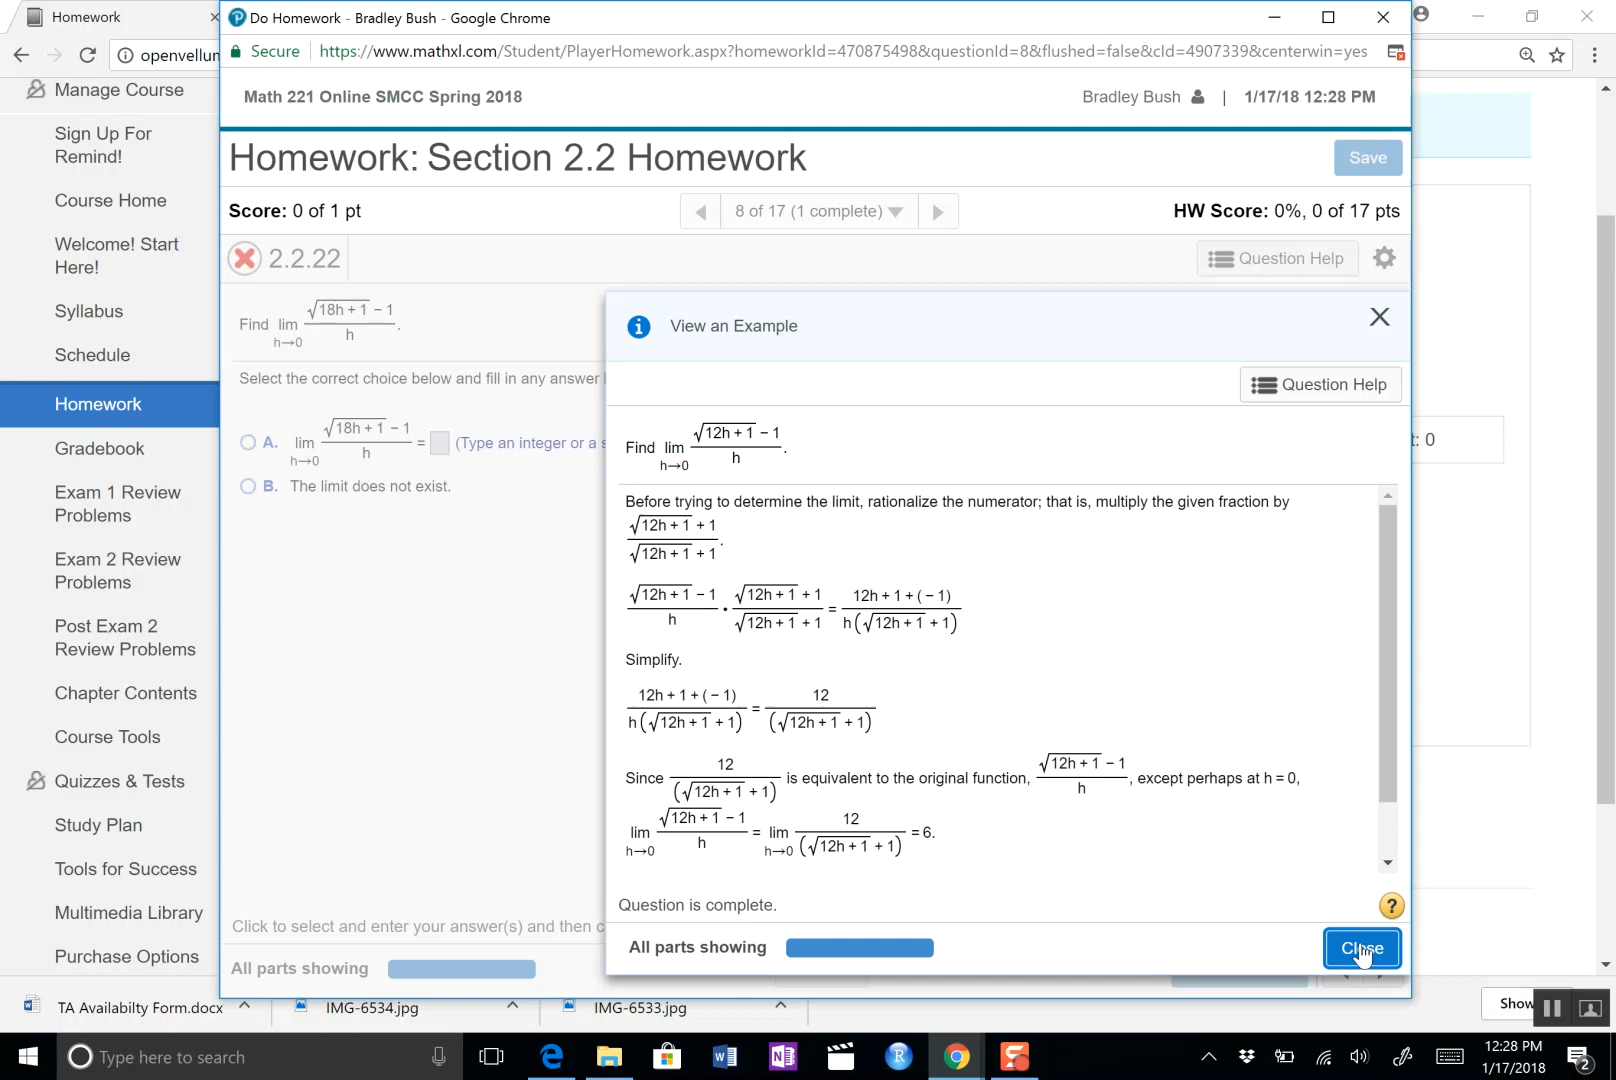 Homework
Do Homework - Bradley Bush - Google Chrome
openvellun
Secure
https://www.mathxl.com/Student/PlayerHomework.aspx?homeworkId=470875498&questionId=8&flushed=false&cId=4907339&centerwin=yes
Manage Course
Sign Up For
Remind!
Course Home
Welcome! Start
Here!
Syllabus
Schedule
Homework
Gradebook
Exam 1 Review
Problems
Exam 2 Review
Problems
Post Exam 2
Review Problems
Chapter Contents
Course Tools
Quizzes & Tests
Study Plan
Tools for Success
Multimedia Library
Purchase Options
Math 221 Online SMCC Spring 2018
Bradley Bush | 1/17/18 12:28 PM
Homework: Section 2.2 Homework
Save
Score: 0 of 1 pt
8 of 17 (1 complete)
HW Score: 0%, 0 of 17 pts
2.2.22
Question Help
Find lim h→0 (√(18h + 1) − 1)/h.
Select the correct choice below and fill in any answer
A. lim h→0 (√(18h + 1) − 1)/h = (Type an integer or a s
B. The limit does not exist.
Click to select and enter your answer(s) and then c
All parts showing
t: 0
View an Example
Question Help
Find lim h→0 (√(12h + 1) − 1)/h.
Before trying to determine the limit, rationalize the numerator; that is, multiply the given fraction by
(√(12h + 1) + 1)/(√(12h + 1) + 1).
(√(12h + 1) − 1)/h • (√(12h + 1) + 1)/(√(12h + 1) + 1) = (12h + 1 + (− 1))/(h(√(12h + 1) + 1))
Simplify.
(12h + 1 + (− 1))/(h(√(12h + 1) + 1)) = 12/((√(12h + 1) + 1))
Since 12/((√(12h + 1) + 1)) is equivalent to the original function, (√(12h + 1) − 1)/h, except perhaps at h = 0,
lim h→0 (√(12h + 1) − 1)/h = lim h→0 12/((√(12h + 1) + 1)) = 6.
Question is complete.
?
All parts showing
Close
TA Availabilty Form.docx
IMG-6534.jpg
IMG-6533.jpg
Show
Type here to search
12:28 PM
1/17/2018
2